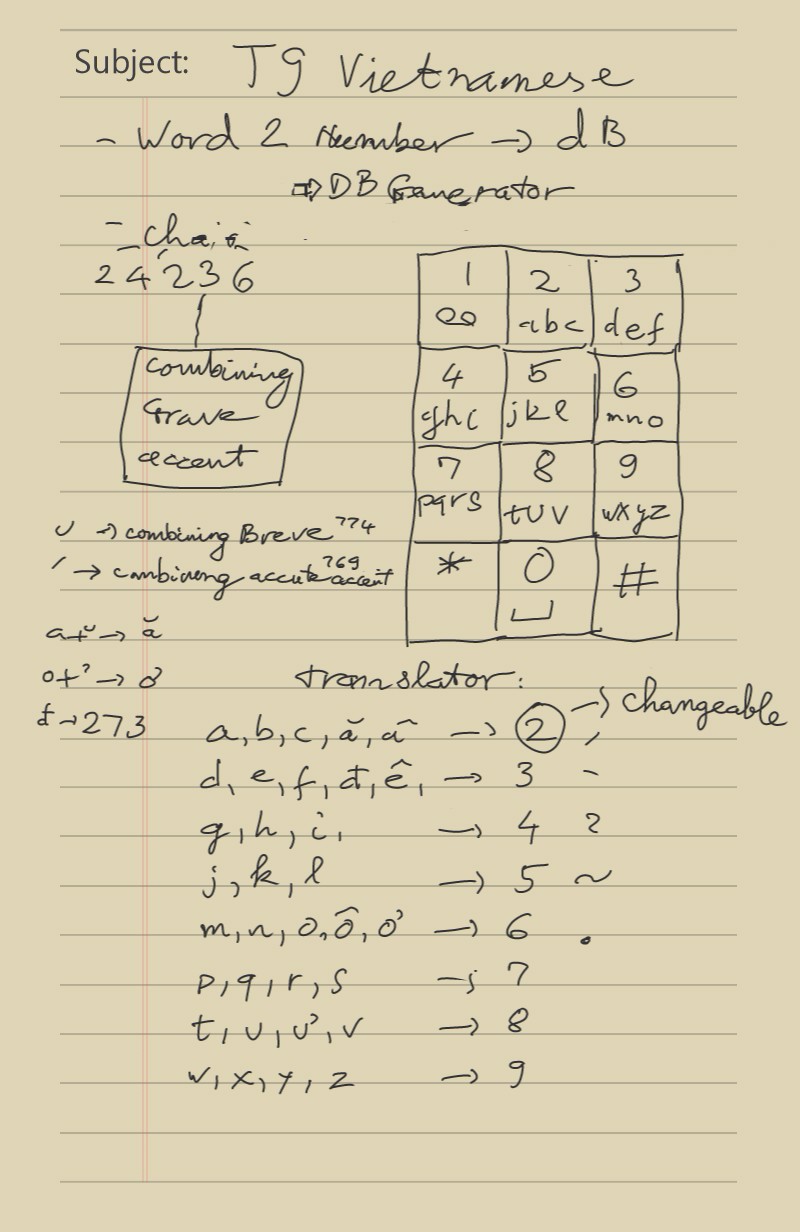 Subject: T9 Vietnamese
- Word 2 Number → dB
⇒ DB Generator
24236
combining
grave
accent
1 2 3
abc def
4 5 6
ghc jkl mno
7 8 9
pqrs tuv wxyz
* 0 #
⌣ → combining Breve 774
´ → combining accute accent 769
a+˘ → ă
o+̉ → ỏ
đ → 273
translator:
a, b, c, ă, â → 2 → changeable
d, e, f, đ, ê, → 3 -
g, h, i, → 4 ?
j, k, l → 5 ~
m, n, o, ô, ơ → 6 .
p, q, r, s → 7
t, u, ư, v → 8
w, x, y, z → 9